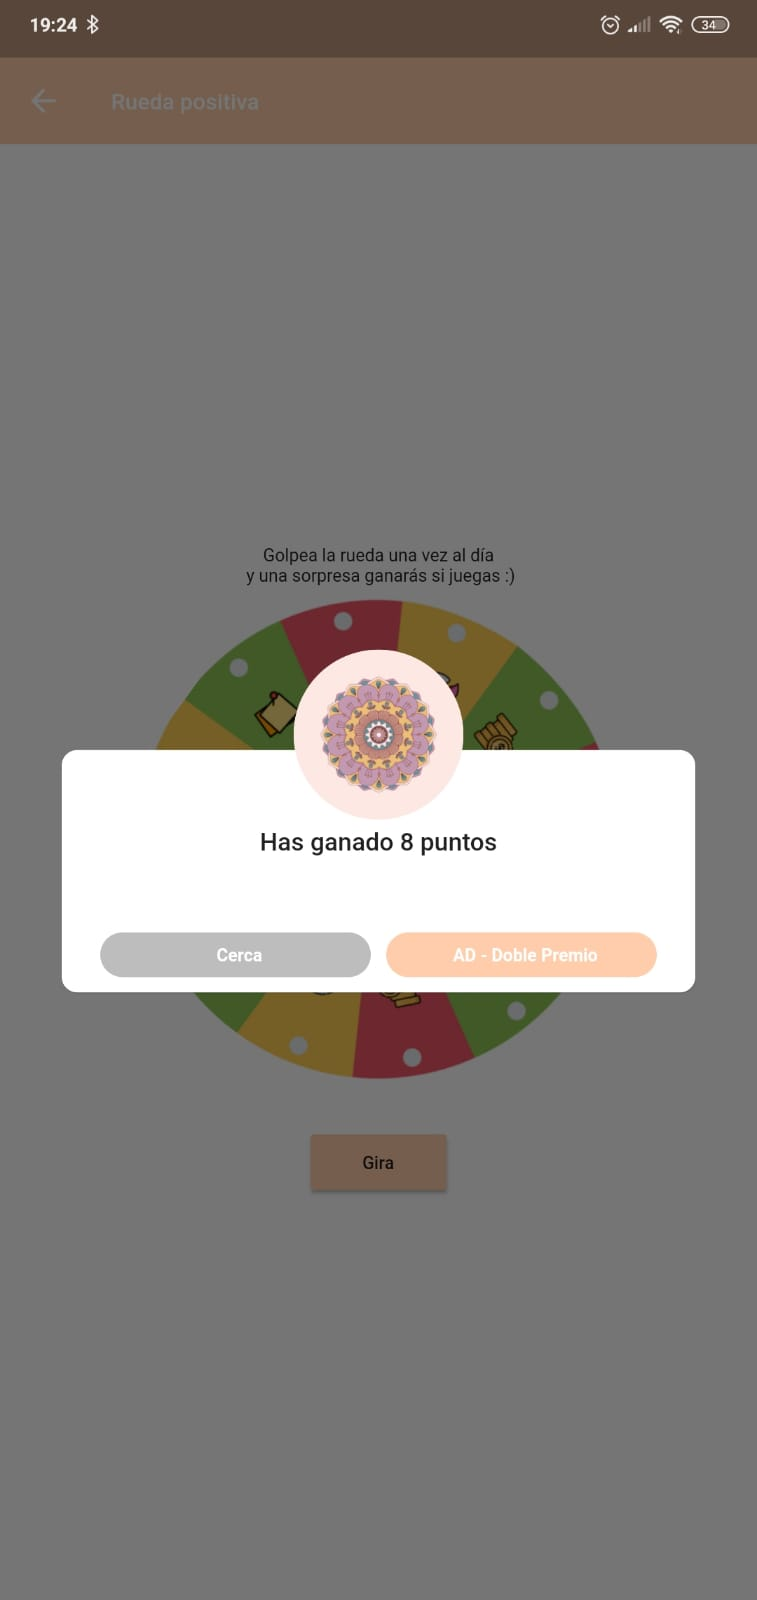 19:24
34
Rueda positiva
Golpea la rueda una vez al día
y una sorpresa ganarás si juegas :)
Has ganado 8 puntos
Cerca
AD - Doble Premio
Gira